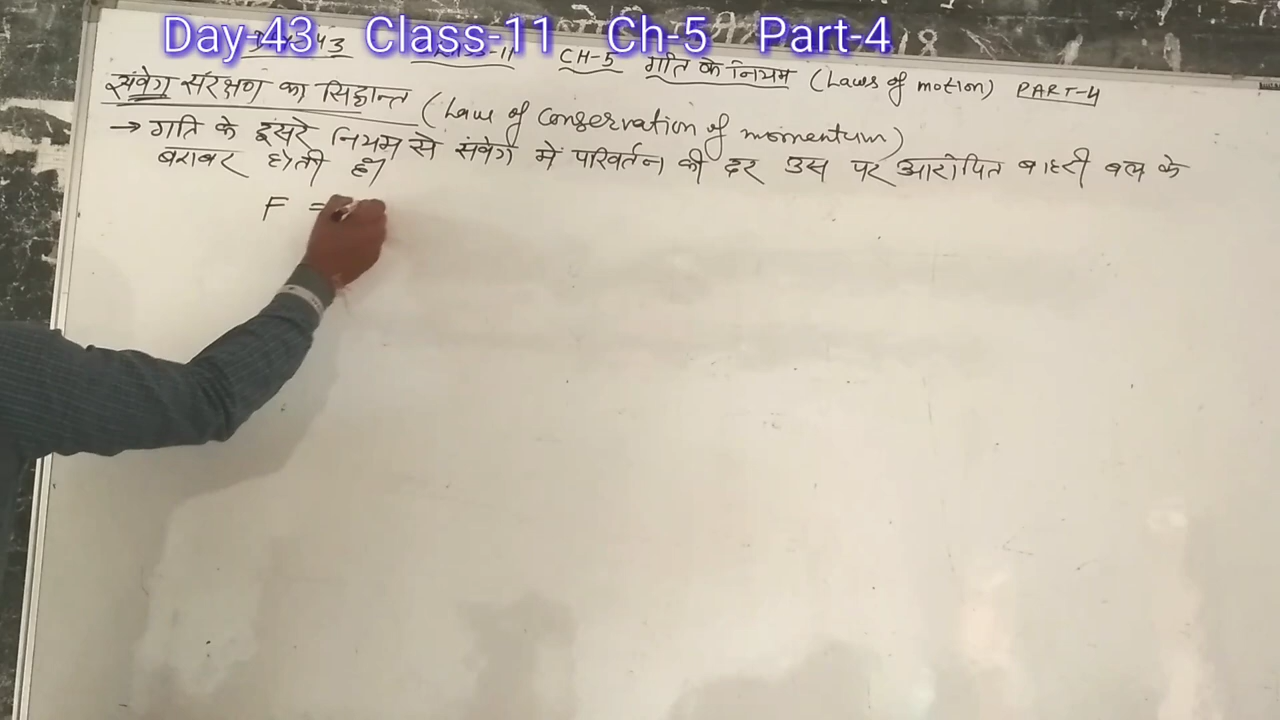 Day-43 Class-11 Ch-5 Part-4
CH-5 गति के नियम (Laws of motion) PART-4
संवेग संरक्षण का सिद्धान्त (Law of conservation of momentum)
→ गति के दूसरे नियम से संवेग में परिवर्तन की दर उस पर आरोपित बाहरी बल के
बराबर होती है।
F =